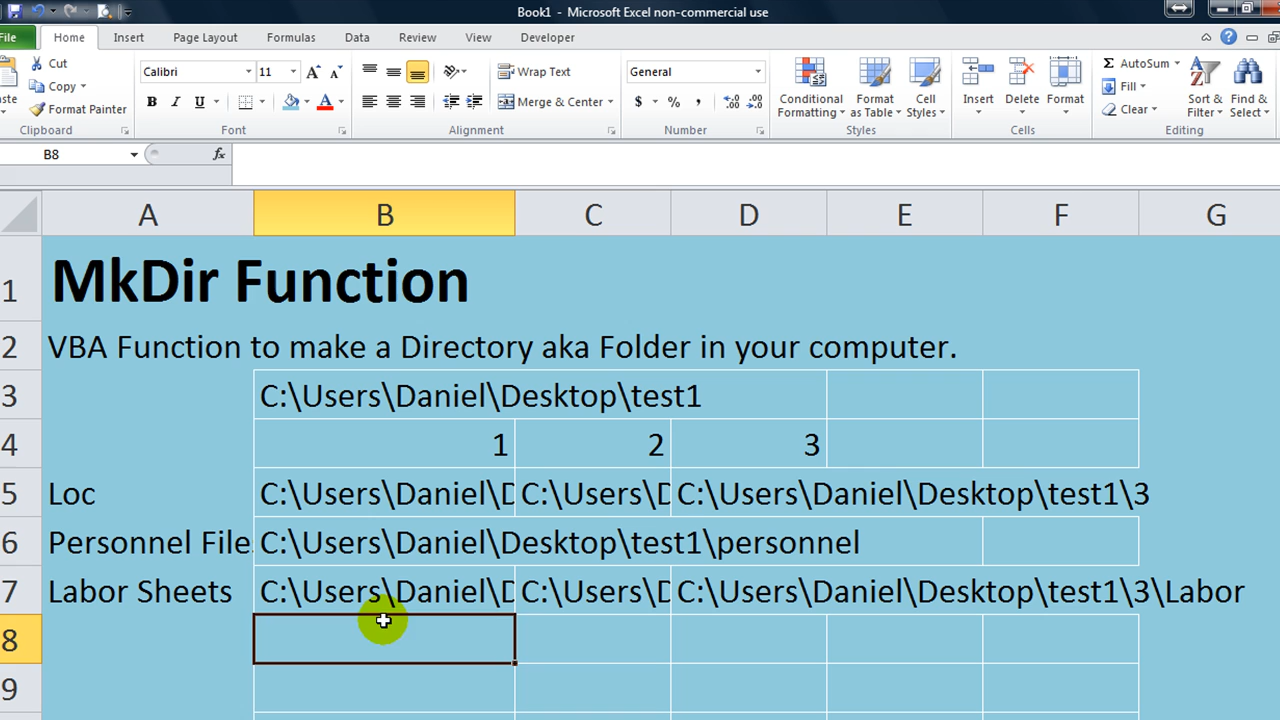 Book1 - Microsoft Excel non-commercial use
File Home Insert Page Layout Formulas Data Review View Developer
Cut
Copy
Format Painter
Clipboard
Calibri 11
B I U
Font
Wrap Text
Merge & Center
Alignment
General
$ % ,
Number
Conditional Formatting
Format as Table
Cell Styles
Styles
Insert
Delete
Format
Cells
AutoSum
Fill
Clear
Sort & Filter
Find & Select
Editing
B8 fx
A B C D E F G
1 MkDir Function
2 VBA Function to make a Directory aka Folder in your computer.
3 C:\Users\Daniel\Desktop\test1
4 1 2 3
5 Loc C:\Users\Daniel\D C:\Users\D C:\Users\Daniel\Desktop\test1\3
6 Personnel File C:\Users\Daniel\Desktop\test1\personnel
7 Labor Sheets C:\Users\Daniel\D C:\Users\D C:\Users\Daniel\Desktop\test1\3\Labor
8
9